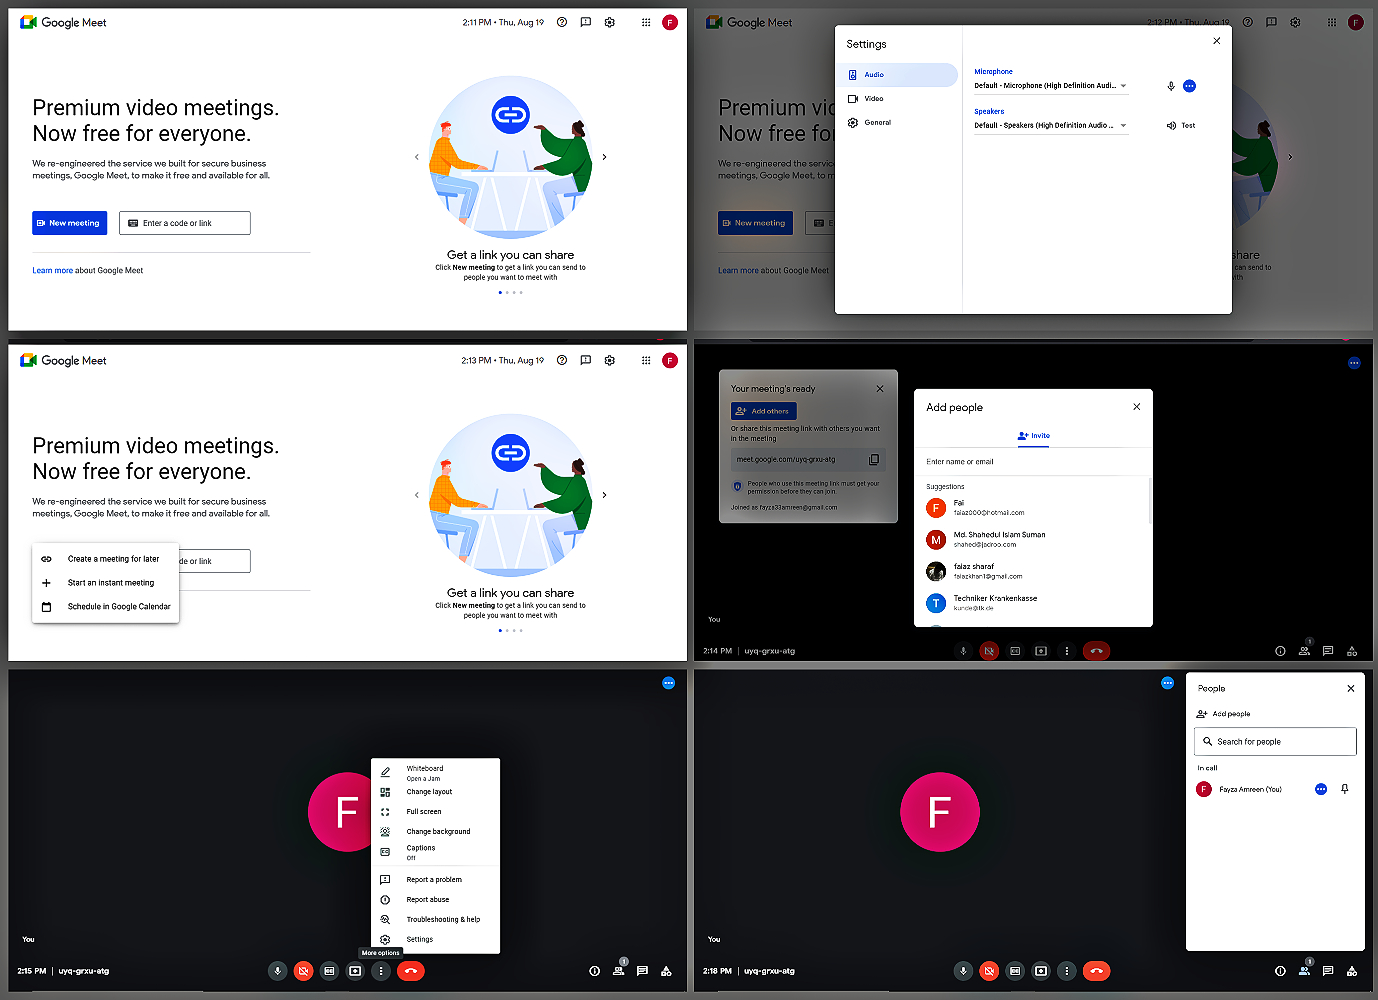 Google Meet
2:11 PM • Thu, Aug 19
F
Premium video meetings.
Now free for everyone.
We re-engineered the service we built for secure business
meetings, Google Meet, to make it free and available for all.
New meeting
Enter a code or link
Learn more about Google Meet
Get a link you can share
Click New meeting to get a link you can send to
people you want to meet with
Google Meet
2:12 PM • Thu, Aug 19
F
Premium video
Now free fo
We re-engineered the servic
meetings, Google Meet, to m
New meeting
E
Learn more about Google Meet
share
can send to
th
Settings
Audio
Video
General
Microphone
Default - Microphone (High Definition Audi...
Speakers
Default - Speakers (High Definition Audio ...
Test
Google Meet
2:13 PM • Thu, Aug 19
F
Premium video meetings.
Now free for everyone.
We re-engineered the service we built for secure business
meetings, Google Meet, to make it free and available for all.
Create a meeting for later
Start an instant meeting
Schedule in Google Calendar
de or link
Get a link you can share
Click New meeting to get a link you can send to
people you want to meet with
Your meeting's ready
Add others
Or share this meeting link with others you want
in the meeting
meet.google.com/uyq-grxu-atg
People who use this meeting link must get your
permission before they can join.
Joined as fayza33amreen@gmail.com
Add people
Invite
Enter name or email
Suggestions
F
Fai
faiaz000@hotmail.com
M
Md. Shahedul Islam Suman
shahed@jadroo.com
faiaz sharaf
faiazkhan1@gmail.com
T
Techniker Krankenkasse
kunde@tk.de
You
2:14 PM | uyq-grxu-atg
1
F
Whiteboard
Open a Jam
Change layout
Full screen
Change background
Captions
Off
Report a problem
Report abuse
Troubleshooting & help
Settings
More options
You
2:15 PM | uyq-grxu-atg
1
F
People
Add people
Search for people
In call
F
Fayza Amreen (You)
You
2:18 PM | uyq-grxu-atg
1